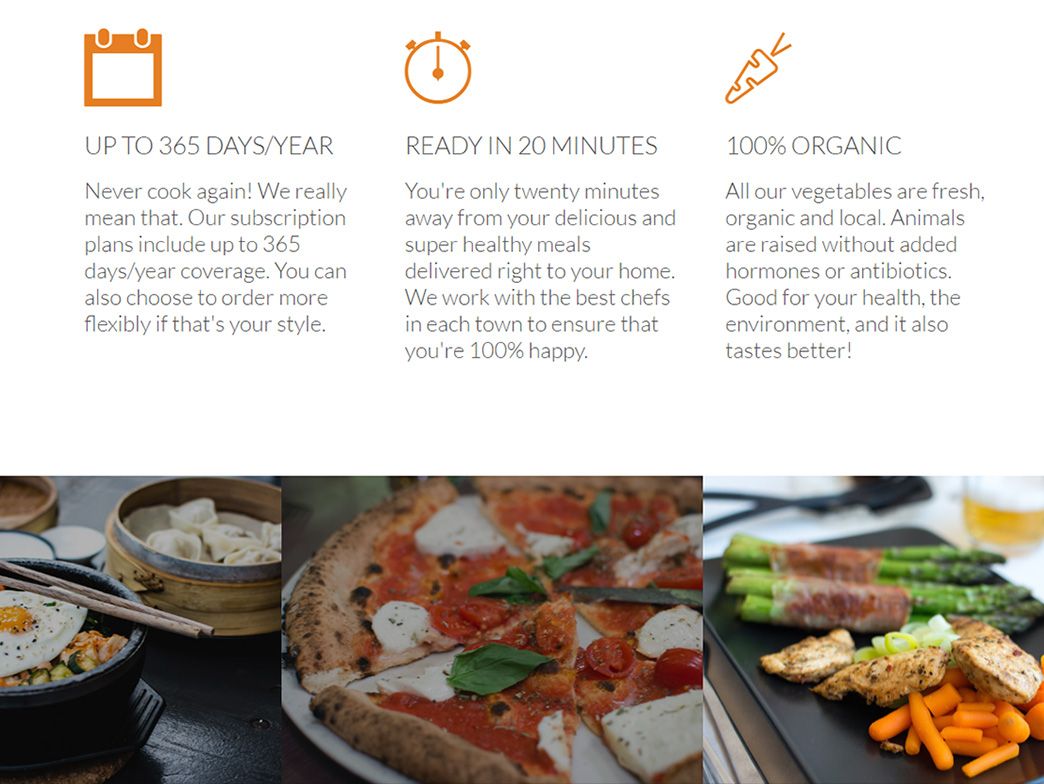 UP TO 365 DAYS/YEAR
Never cook again! We really
mean that. Our subscription
plans include up to 365
days/year coverage. You can
also choose to order more
flexibly if that's your style.
READY IN 20 MINUTES
You're only twenty minutes
away from your delicious and
super healthy meals
delivered right to your home.
We work with the best chefs
in each town to ensure that
you're 100% happy.
100% ORGANIC
All our vegetables are fresh,
organic and local. Animals
are raised without added
hormones or antibiotics.
Good for your health, the
environment, and it also
tastes better!